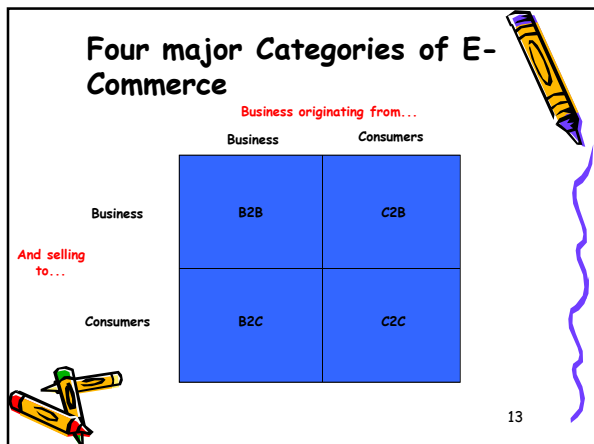 Four major Categories of E-
Commerce
Business originating from...
Business Consumers
Business B2B C2B
And selling
to...
Consumers B2C C2C
13